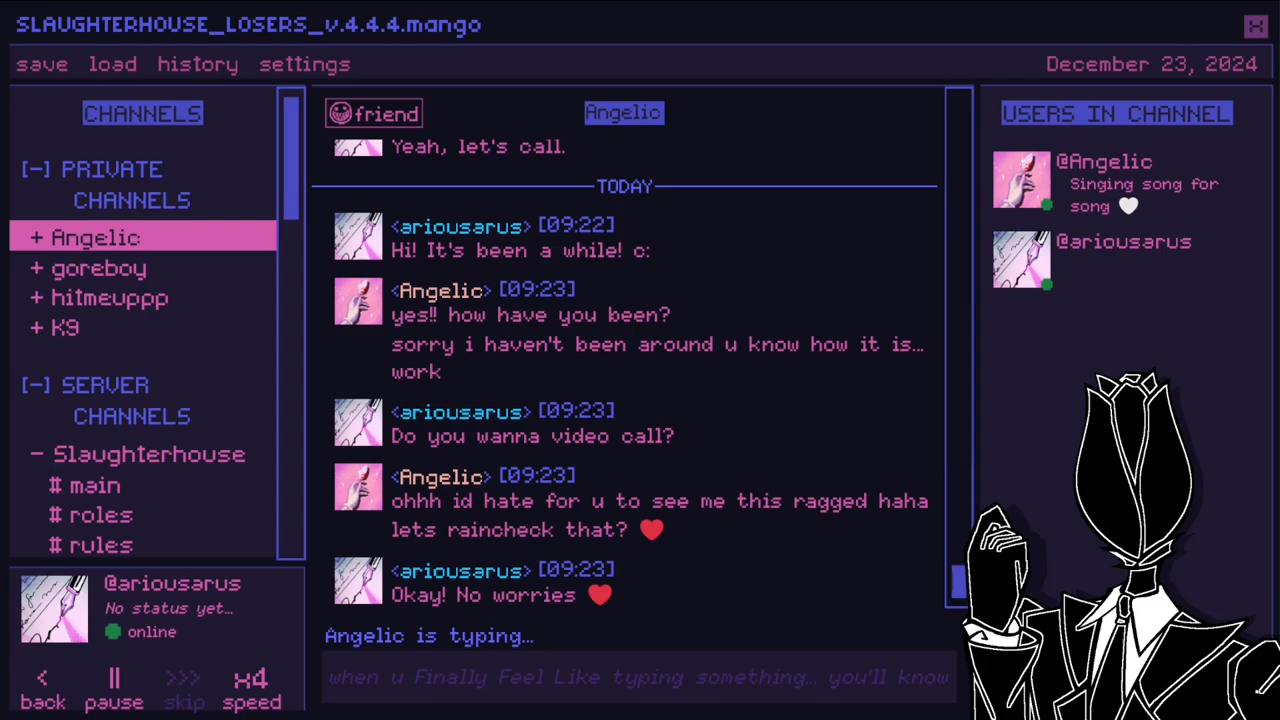 SLAUGHTERHOUSE_LOSERS_v.4.4.4.mango
X
save load history settings
December 23, 2024
CHANNELS
[-] PRIVATE
CHANNELS
+ Angelic
+ goreboy
+ hitmeuppp
+ K9
[-] SERVER
CHANNELS
- Slaughterhouse
# main
# roles
# rules
@ariousarus
No status yet...
online
< || >>> x4
back pause skip speed
friend
Angelic
Yeah, let's call.
TODAY
<ariousarus> [09:22]
Hi! It's been a while! c:
<Angelic> [09:23]
yes!! how have you been?
sorry i haven't been around u know how it is...
work
<ariousarus> [09:23]
Do you wanna video call?
<Angelic> [09:23]
ohhh id hate for u to see me this ragged haha
lets raincheck that? ❤
<ariousarus> [09:23]
Okay! No worries ❤
Angelic is typing...
when u Finally Feel Like typing something... you'll know
USERS IN CHANNEL
@Angelic
Singing song for
song 🤍
@ariousarus